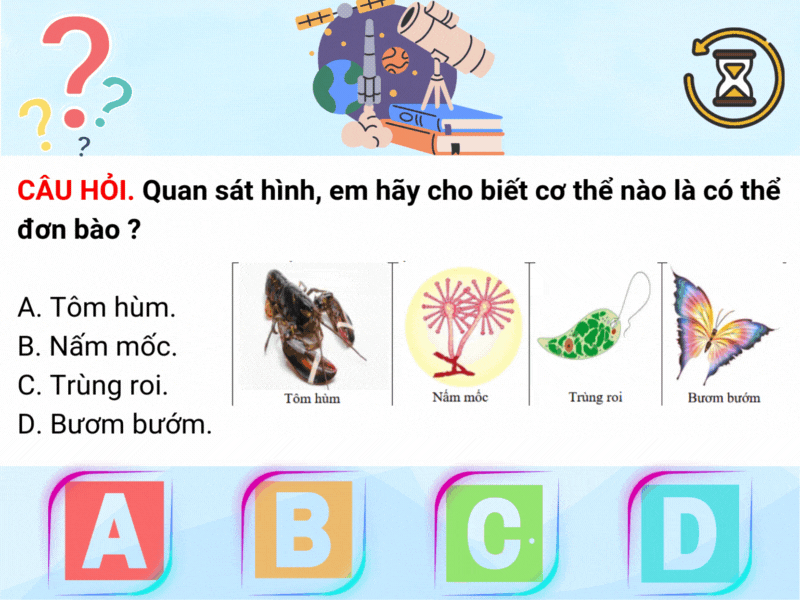 ? ? ? ?
CÂU HỎI. Quan sát hình, em hãy cho biết cơ thể nào là có thể
đơn bào ?
A. Tôm hùm.
B. Nấm mốc.
C. Trùng roi.
D. Bươm bướm.
Tôm hùm Nấm mốc Trùng roi Bươm bướm
A B C D